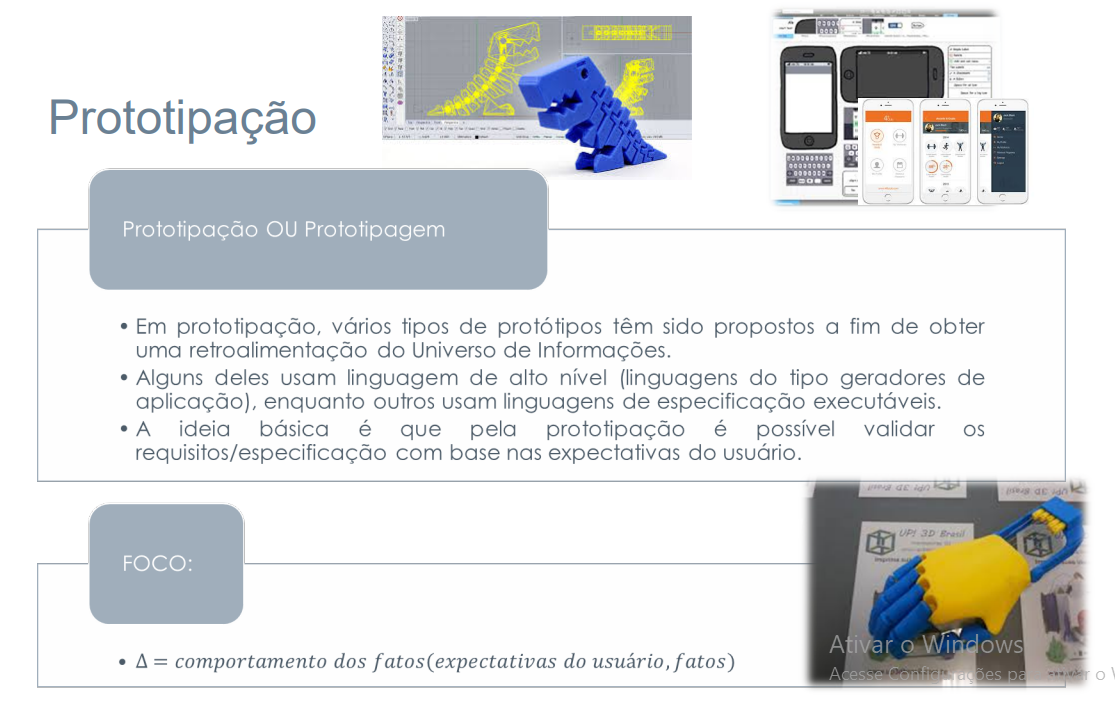 Prototipação
Prototipação OU Prototipagem
• Em prototipação, vários tipos de protótipos têm sido propostos a fim de obter
uma retroalimentação do Universo de Informações.
• Alguns deles usam linguagem de alto nível (linguagens do tipo geradores de
aplicação), enquanto outros usam linguagens de especificação executáveis.
• A ideia básica é que pela prototipação é possível validar os
requisitos/especificação com base nas expectativas do usuário.
FOCO:
• Δ = comportamento dos fatos(expectativas do usuário, fatos)
UPJ 3D Brasil
Ativar o Windows
Acesse Configurações pa